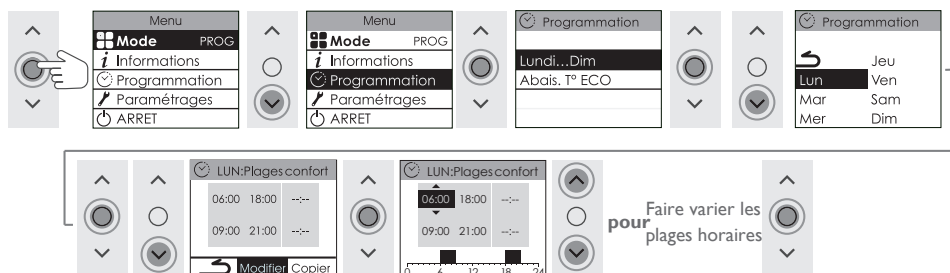 Menu
Mode PROG
i Informations
Programmation
Paramétrages
ARRET
Menu
Mode PROG
i Informations
Programmation
Paramétrages
ARRET
Programmation
Lundi...Dim
Abais. T° ECO
Programmation
Jeu
Lun Ven
Mar Sam
Mer Dim
LUN:Plages confort
06:00 18:00 --:--
09:00 21:00 --:--
Modifier Copier
LUN:Plages confort
06:00 18:00 --:--
09:00 21:00 --:--
0 6 12 18 24
pour Faire varier les
plages horaires